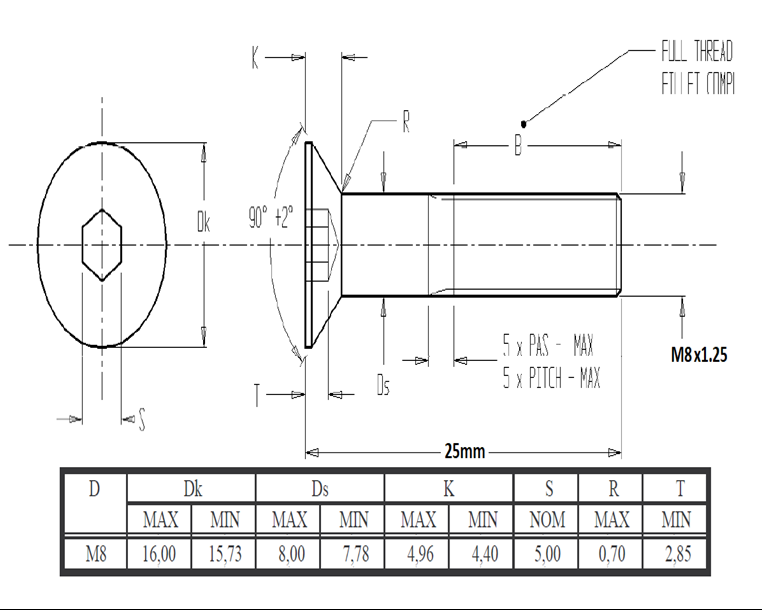 K
FULL THREAD
FILLET COMPL
R
B
Dk
90° +2°
5 x PAS - MAX
5 x PITCH - MAX
M8x1.25
T
Ds
S
25mm
D Dk Ds K S R T
MAX MIN MAX MIN MAX MIN NOM MAX MIN
M8 16,00 15,73 8,00 7,78 4,96 4,40 5,00 0,70 2,85